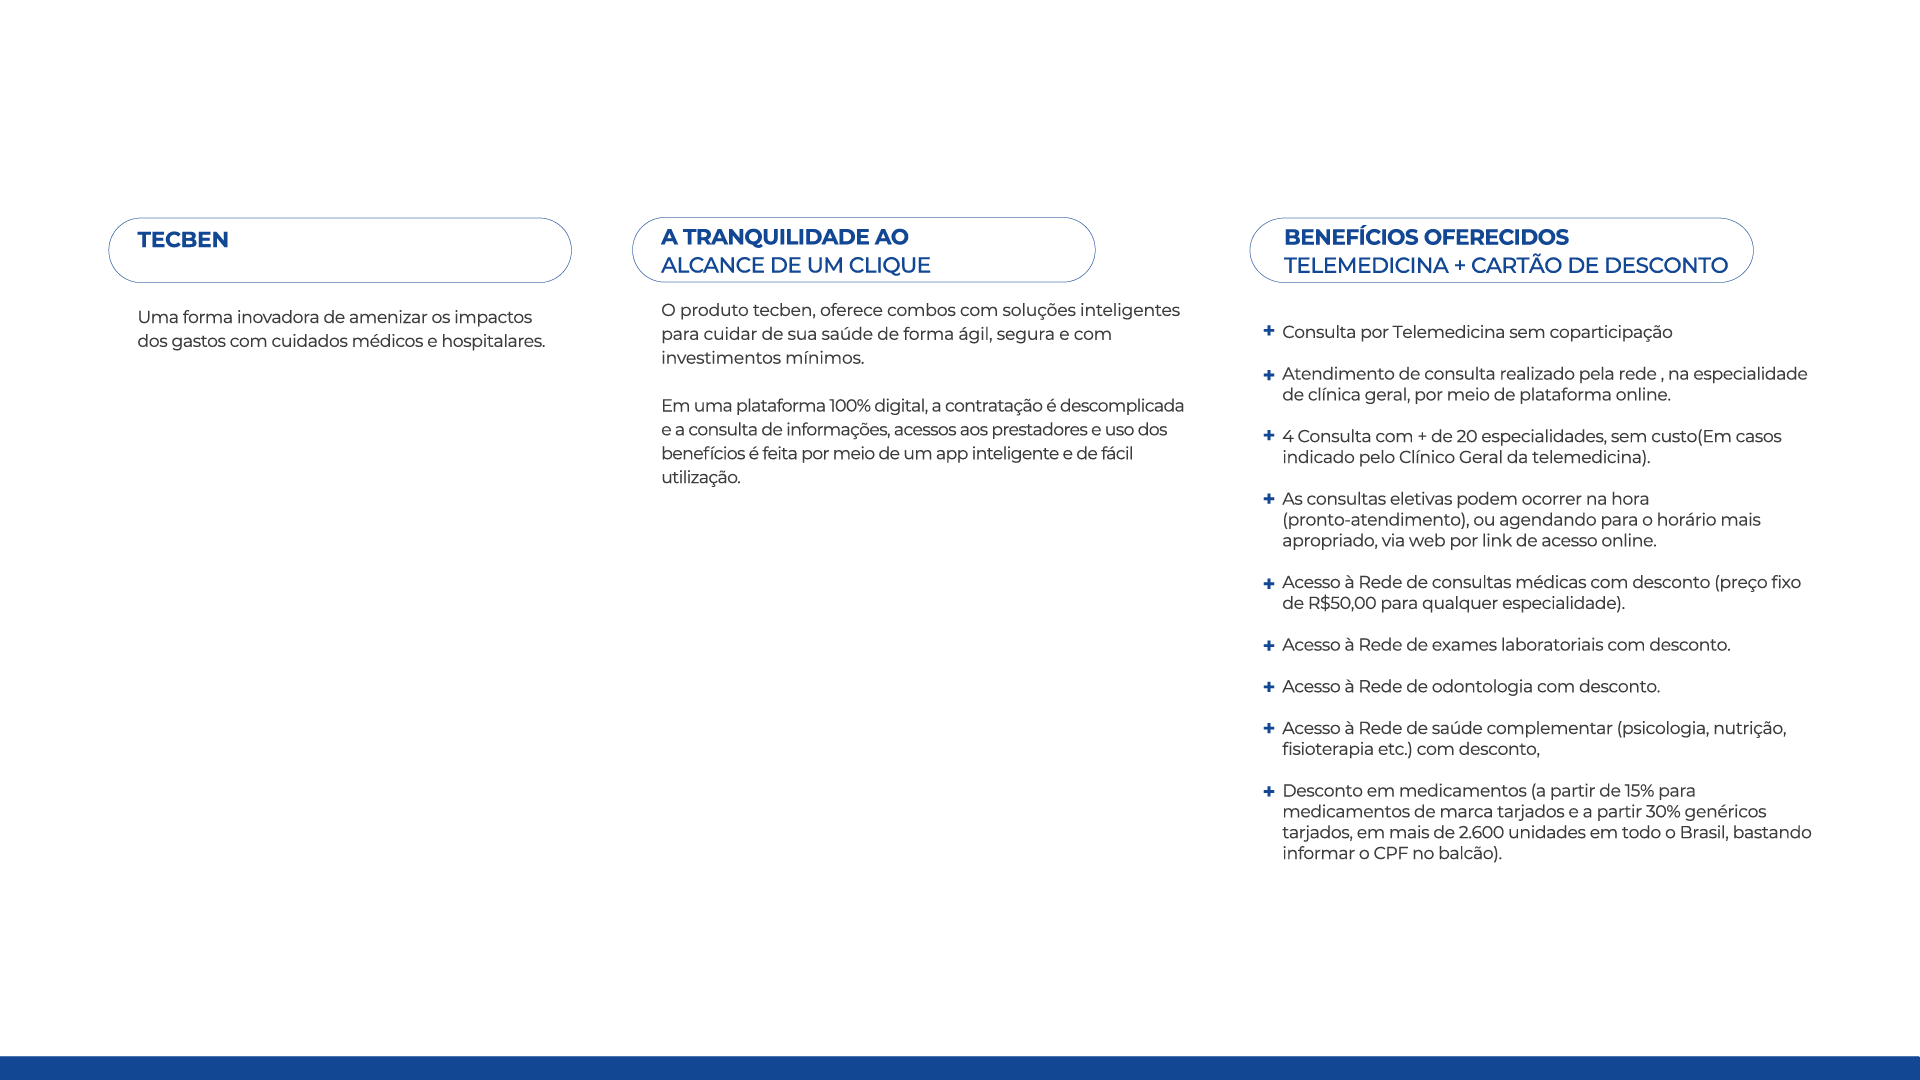 TECBEN
Uma forma inovadora de amenizar os impactos
dos gastos com cuidados médicos e hospitalares.
A TRANQUILIDADE AO
ALCANCE DE UM CLIQUE
O produto tecben, oferece combos com soluções inteligentes
para cuidar de sua saúde de forma ágil, segura e com
investimentos mínimos.
Em uma plataforma 100% digital, a contratação é descomplicada
e a consulta de informações, acessos aos prestadores e uso dos
benefícios é feita por meio de um app inteligente e de fácil
utilização.
BENEFÍCIOS OFERECIDOS
TELEMEDICINA + CARTÃO DE DESCONTO
+ Consulta por Telemedicina sem coparticipação
+ Atendimento de consulta realizado pela rede , na especialidade
de clínica geral, por meio de plataforma online.
+ 4 Consulta com + de 20 especialidades, sem custo(Em casos
indicado pelo Clínico Geral da telemedicina).
+ As consultas eletivas podem ocorrer na hora
(pronto-atendimento), ou agendando para o horário mais
apropriado, via web por link de acesso online.
+ Acesso à Rede de consultas médicas com desconto (preço fixo
de R$50,00 para qualquer especialidade).
+ Acesso à Rede de exames laboratoriais com desconto.
+ Acesso à Rede de odontologia com desconto.
+ Acesso à Rede de saúde complementar (psicologia, nutrição,
fisioterapia etc.) com desconto,
+ Desconto em medicamentos (a partir de 15% para
medicamentos de marca tarjados e a partir 30% genéricos
tarjados, em mais de 2.600 unidades em todo o Brasil, bastando
informar o CPF no balcão).